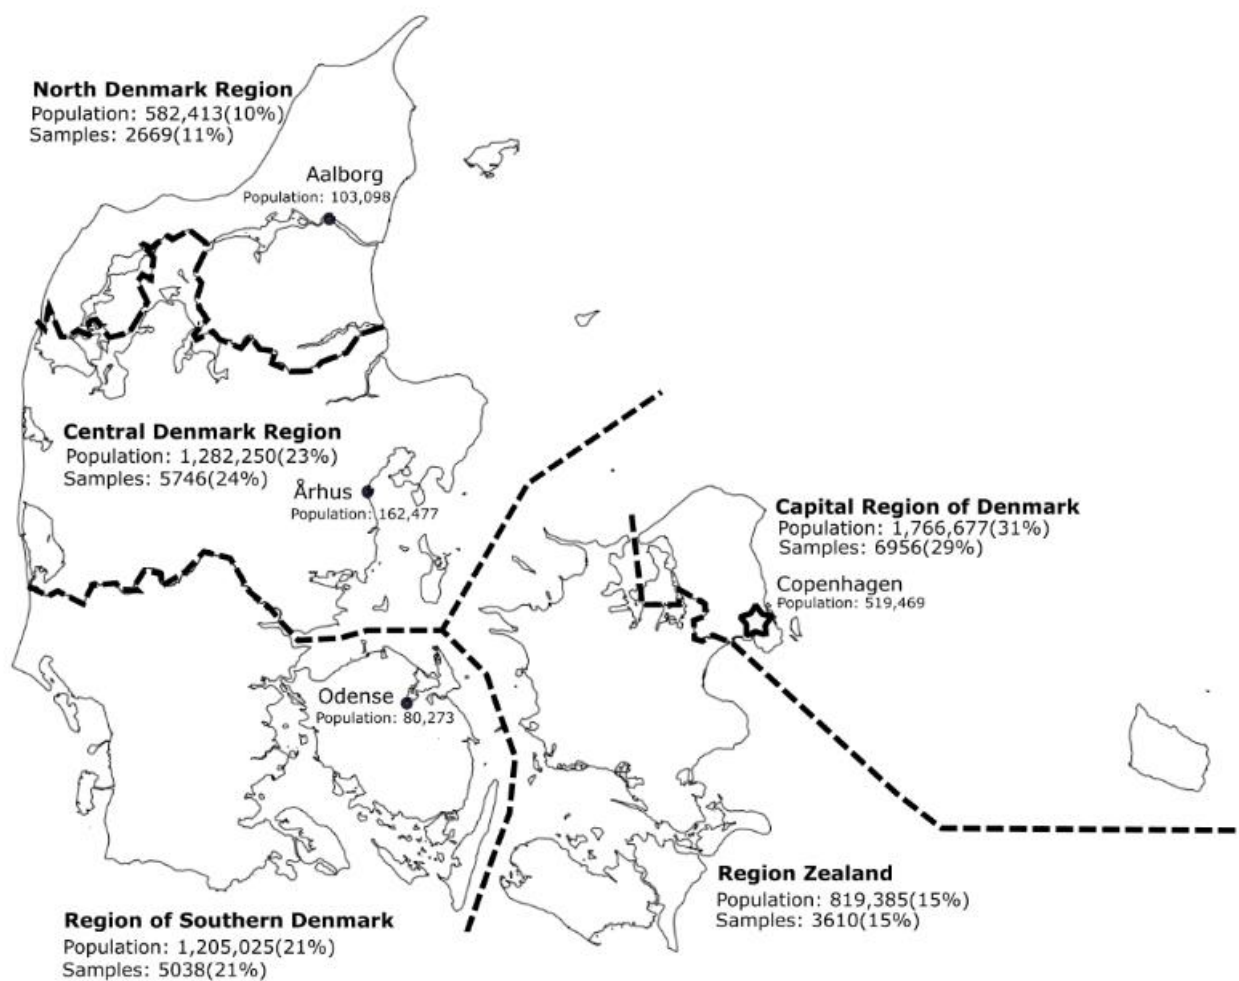 North Denmark Region
Population: 582,413(10%)
Samples: 2669(11%)
Aalborg
Population: 103,098
Central Denmark Region
Population: 1,282,250(23%)
Samples: 5746(24%)
Århus
Population: 162,477
Capital Region of Denmark
Population: 1,766,677(31%)
Samples: 6956(29%)
Copenhagen
Population: 519,469
Odense
Population: 80,273
Region Zealand
Population: 819,385(15%)
Samples: 3610(15%)
Region of Southern Denmark
Population: 1,205,025(21%)
Samples: 5038(21%)